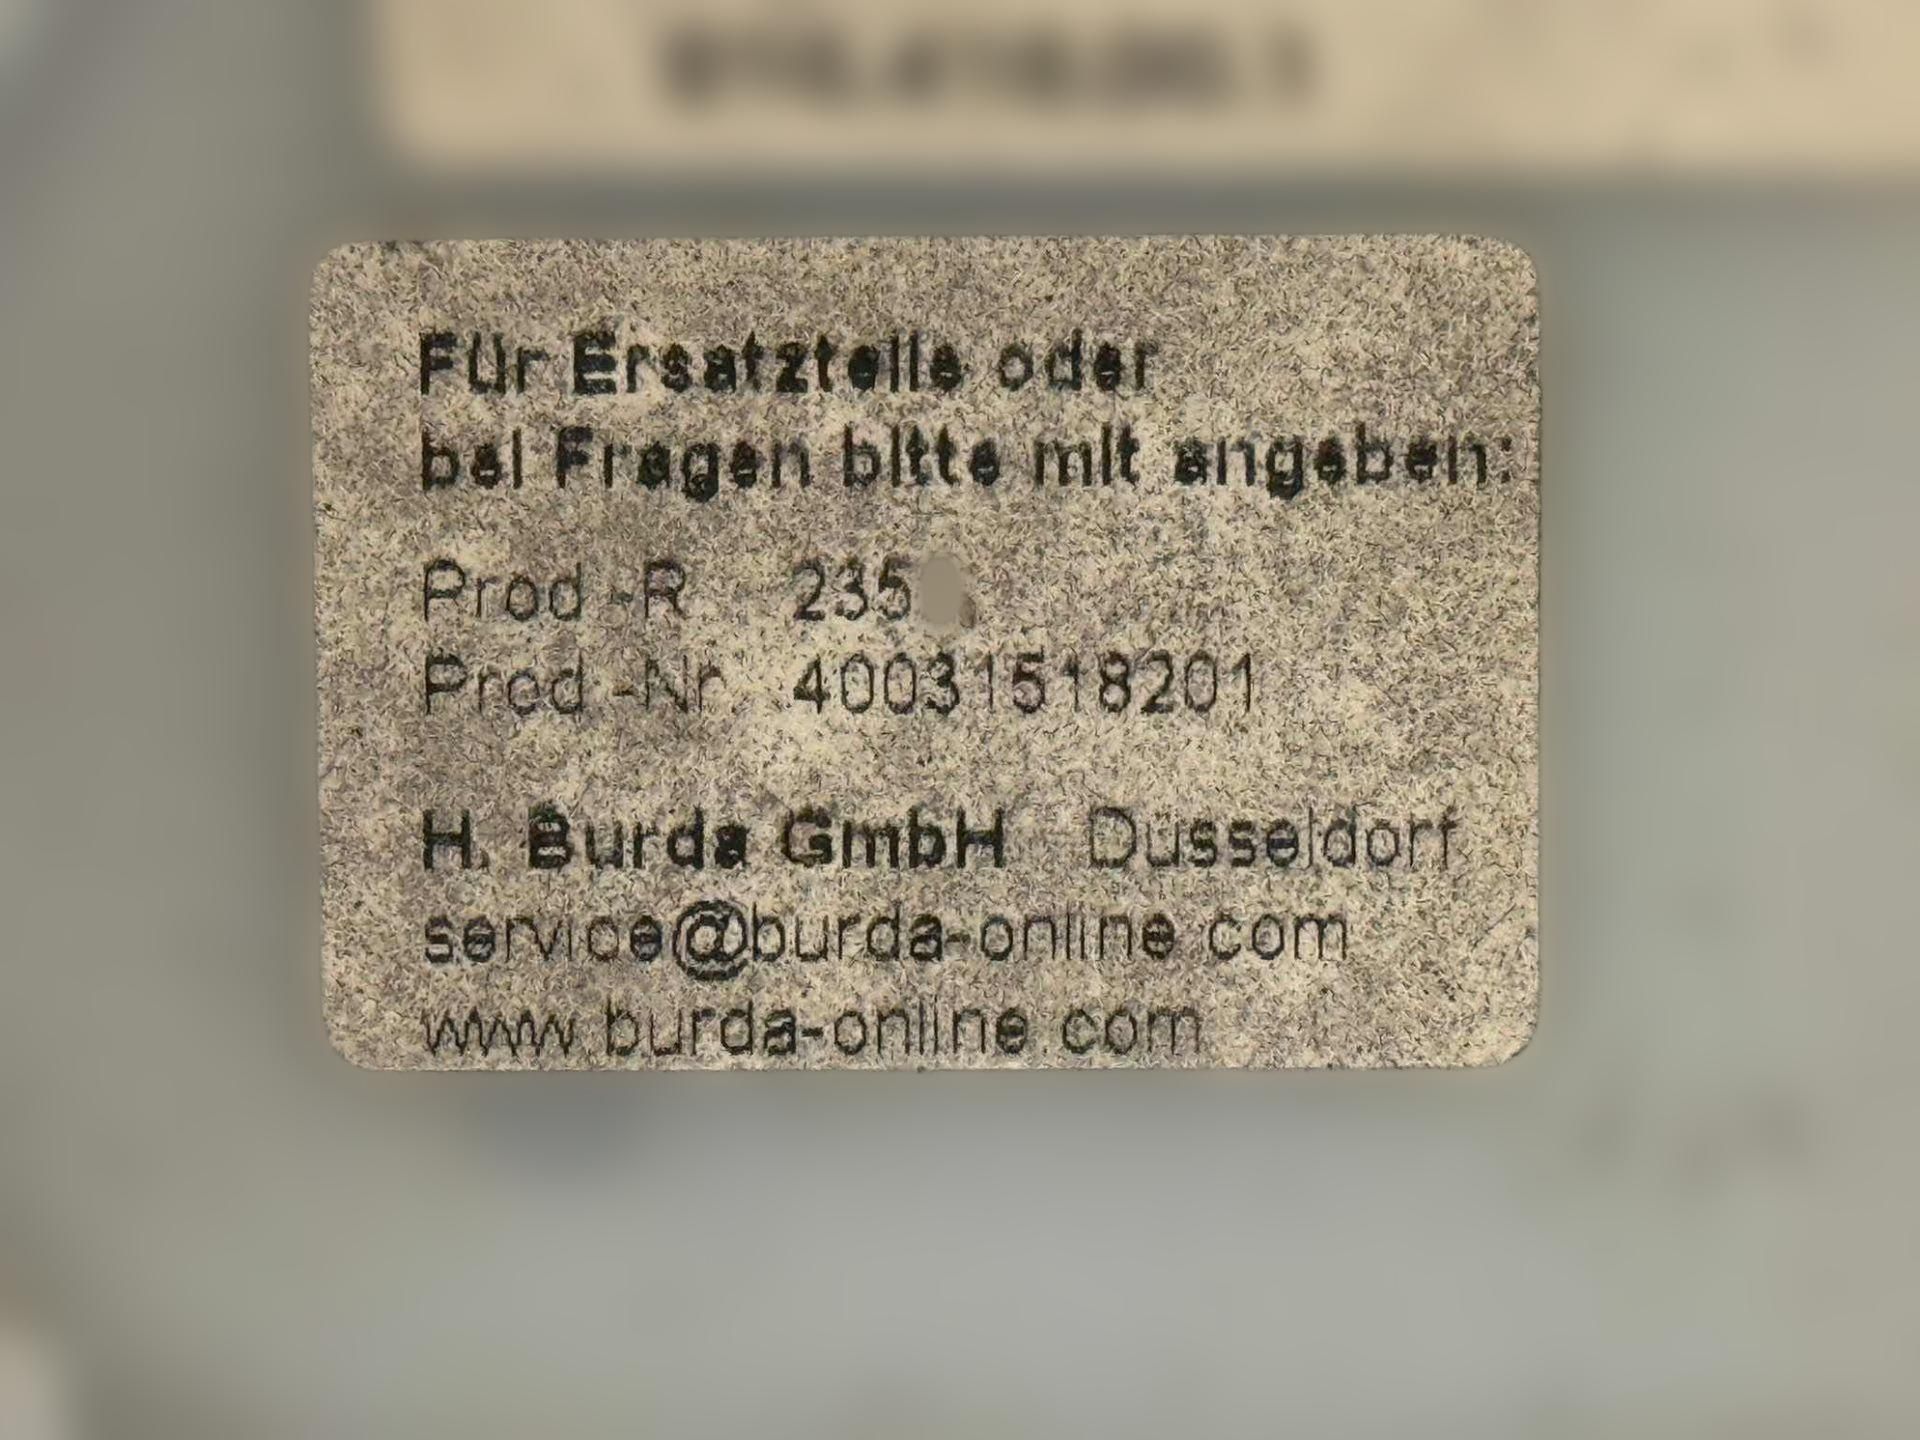 Für Ersatzteile oder
bei Fragen bitte mit angeben:
Prod.-R. 235
Prod.-Nr. 40031518201
H. Burda GmbH Düsseldorf
service@burda-online.com
www.burda-online.com